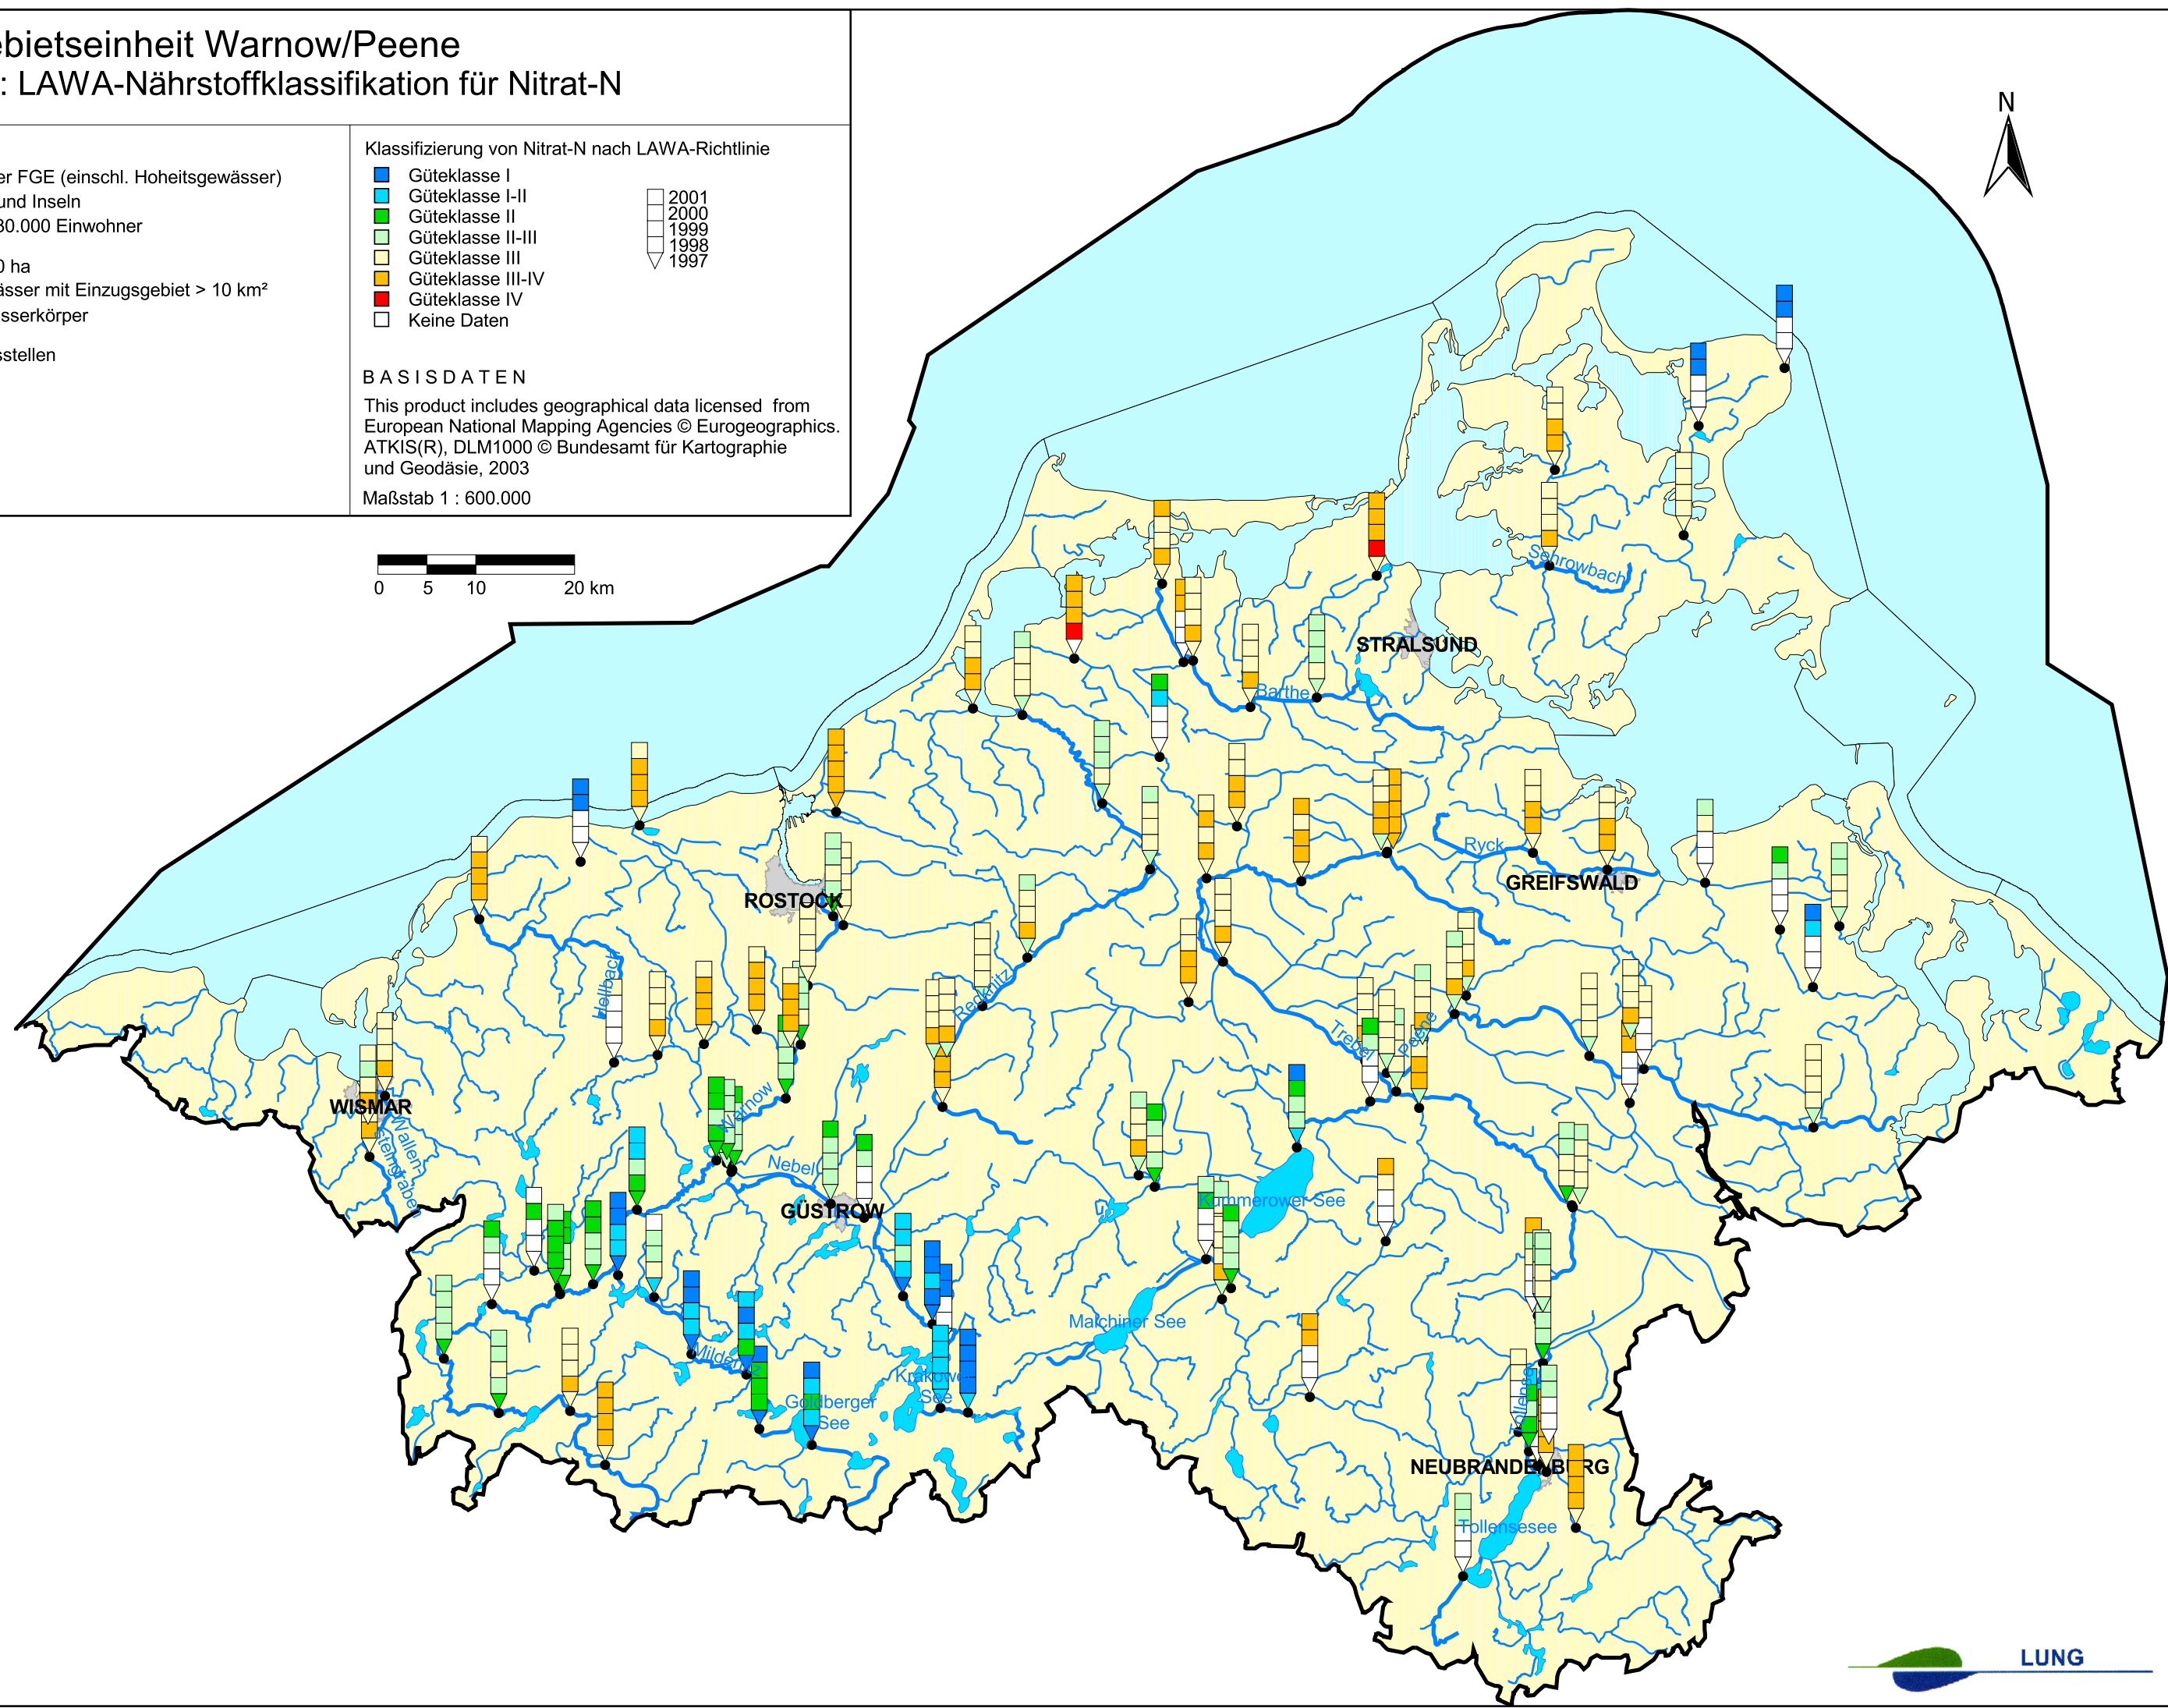 ebietseinheit Warnow/Peene
: LAWA-Nährstoffklassifikation für Nitrat-N
er FGE (einschl. Hoheitsgewässer)
und Inseln
30.000 Einwohner
0 ha
ässer mit Einzugsgebiet > 10 km²
sserkörper
sstellen
Klassifizierung von Nitrat-N nach LAWA-Richtlinie
Güteklasse I
Güteklasse I-II
Güteklasse II
Güteklasse II-III
Güteklasse III
Güteklasse III-IV
Güteklasse IV
Keine Daten
2001
2000
1999
1998
1997
BASISDATEN
This product includes geographical data licensed from
European National Mapping Agencies © Eurogeographics.
ATKIS(R), DLM1000 © Bundesamt für Kartographie
und Geodäsie, 2003
Maßstab 1 : 600.000
0 5 10 20 km
N
Sehrowbach
STRALSUND
Barthe
Ryck
GREIFSWALD
ROSTOCK
Hellbach
Recknitz
Trebel
Peene
WISMAR
Wallen-
steingraben
Warnow
Nebel
GÜSTROW
Kummerower See
Malchiner See
Mildenitz
Krakower
See
Goldberger
See
Tollense
NEUBRANDENBURG
Tollensesee
LUNG